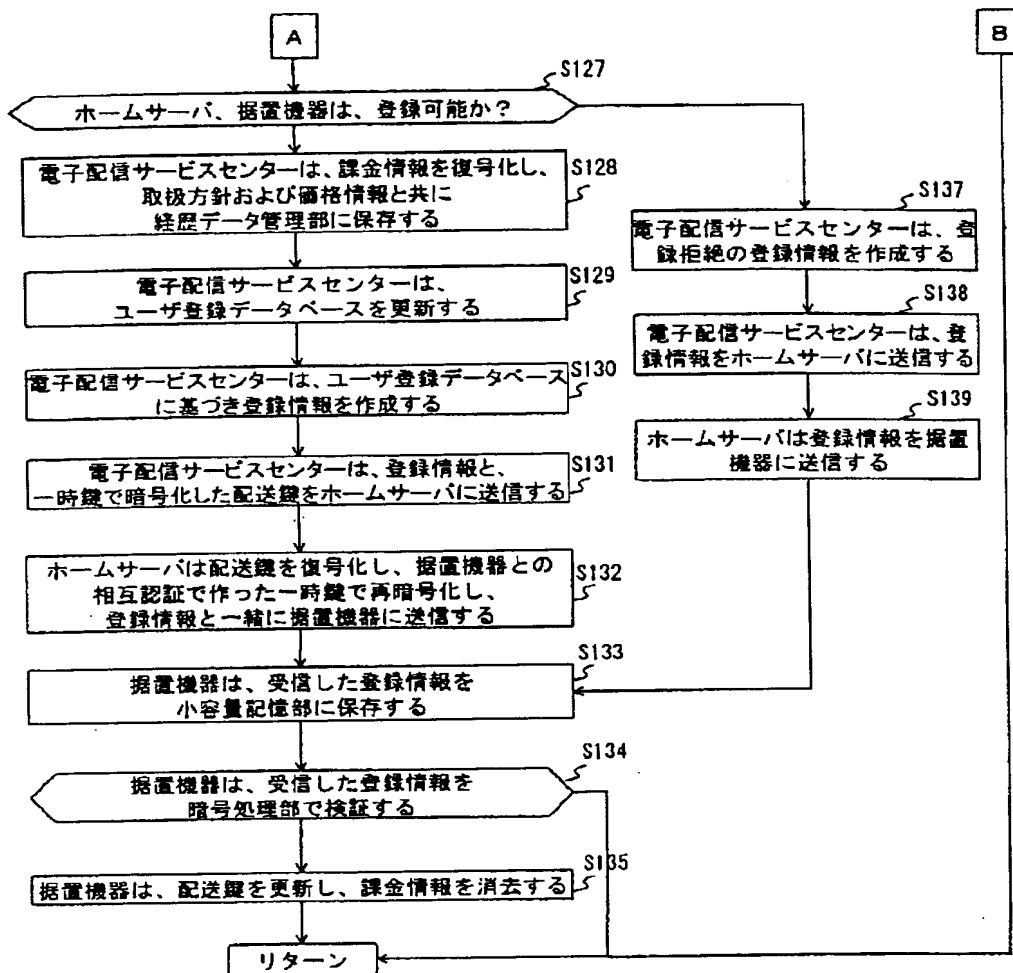 A
B
S127
ホームサーバ、据置機器は、登録可能か?
S128
電子配信サービスセンターは、課金情報を復号化し、
取扱方針および価格情報と共に
経歴データ管理部に保存する
S137
電子配信サービスセンターは、登
録拒絶の登録情報を作成する
S129
電子配信サービスセンターは、
ユーザ登録データベースを更新する
S138
電子配信サービスセンターは、登
録情報をホームサーバに送信する
S130
電子配信サービスセンターは、ユーザ登録データベース
に基づき登録情報を作成する
S139
ホームサーバは登録情報を据置
機器に送信する
S131
電子配信サービスセンターは、登録情報と、
一時鍵で暗号化した配送鍵をホームサーバに送信する
S132
ホームサーバは配送鍵を復号化し、据置機器との
相互認証で作った一時鍵で再暗号化し、
登録情報と一緒に据置機器に送信する
S133
据置機器は、受信した登録情報を
小容量記憶部に保存する
S134
据置機器は、受信した登録情報を
暗号処理部で検証する
S135
据置機器は、配送鍵を更新し、課金情報を消去する
リターン